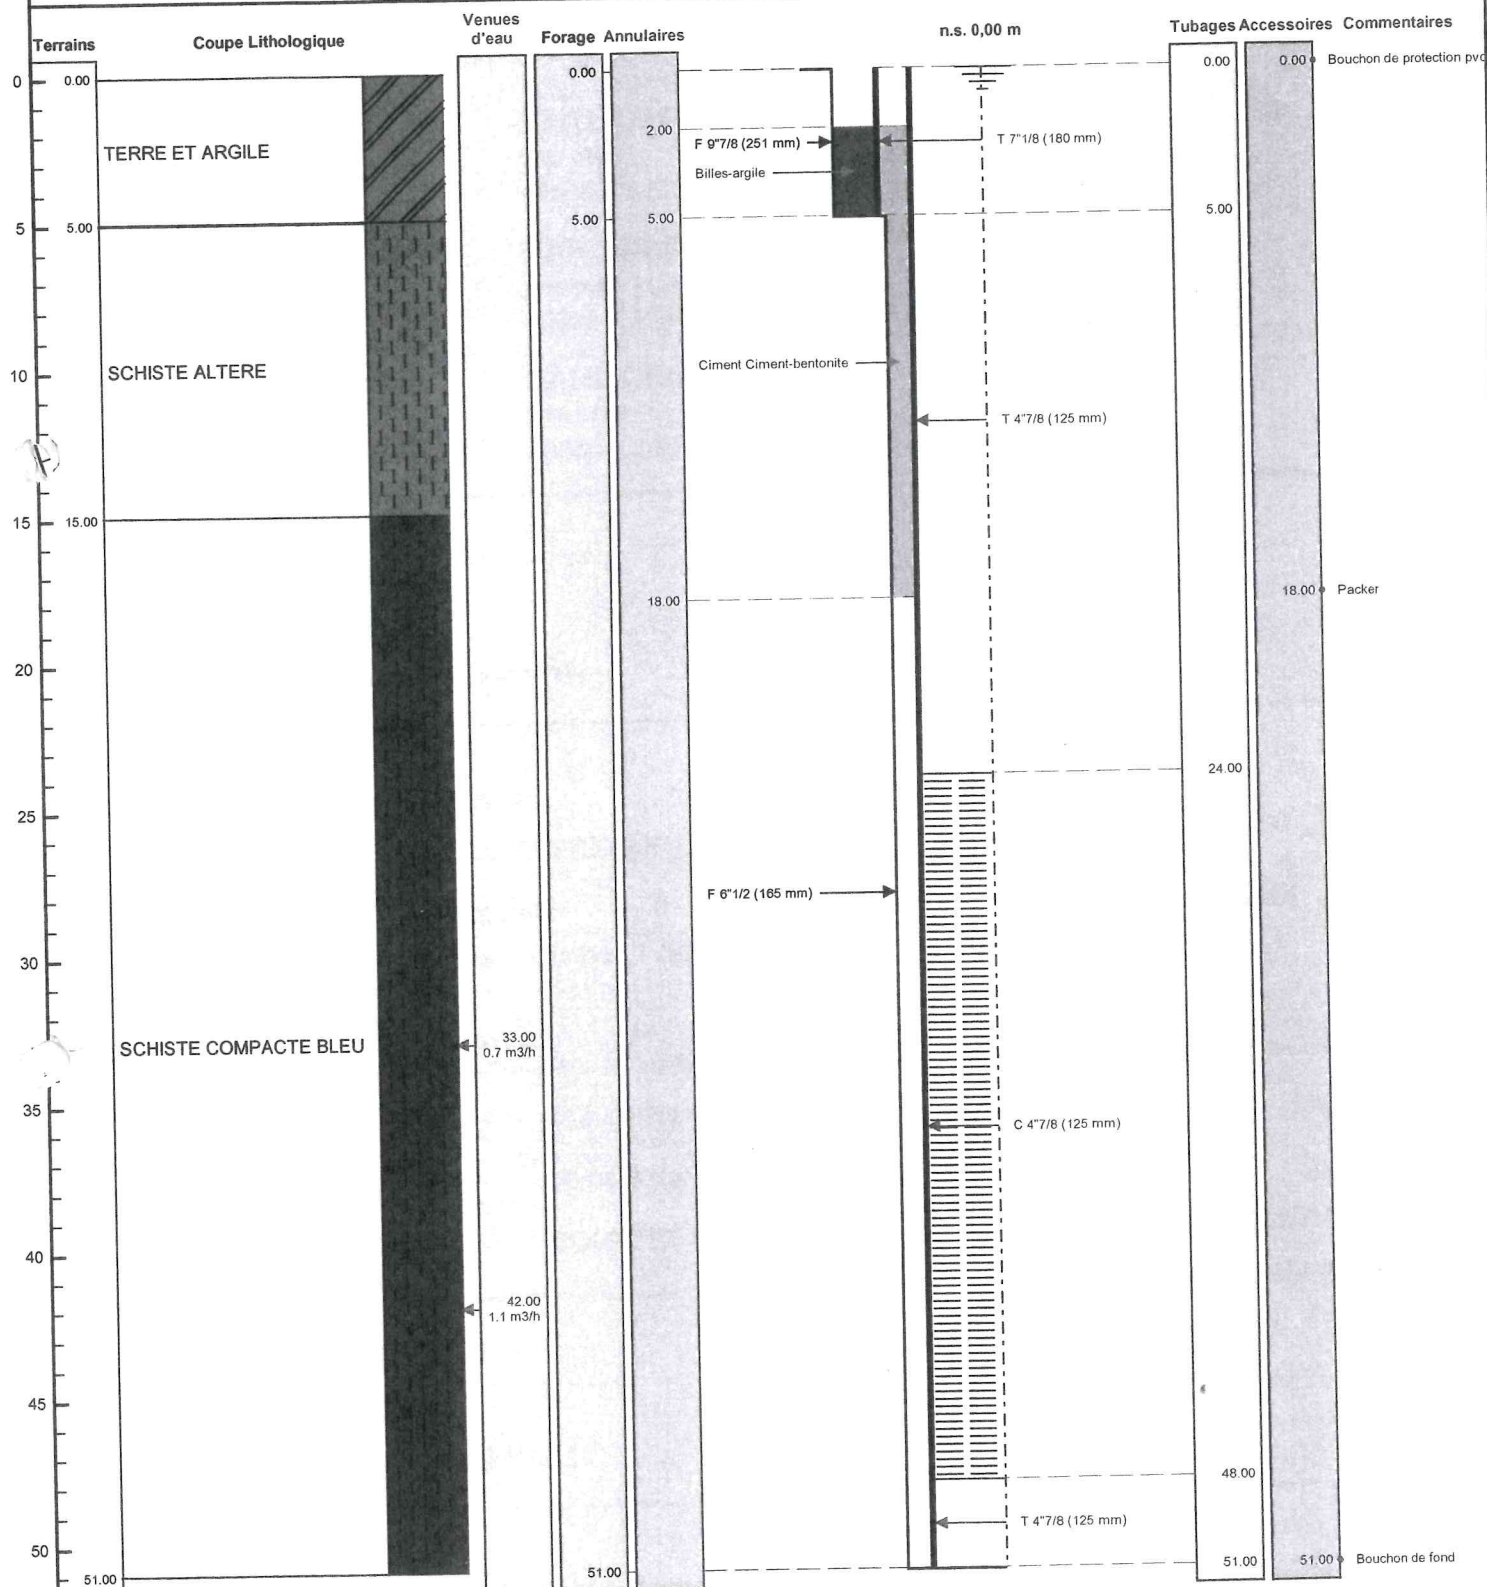 Terrains
Coupe Lithologique
Venues
d'eau
Forage
Annulaires
n.s. 0,00 m
Tubages
Accessoires
Commentaires
0
0.00
0.00
0.00
0.00
Bouchon de protection pvc
2.00
F 9"7/8 (251 mm)
T 7"1/8 (180 mm)
TERRE ET ARGILE
Billes-argile
5
5.00
5.00
5.00
5.00
Ciment Ciment-bentonite
10
SCHISTE ALTERE
T 4"7/8 (125 mm)
15
15.00
18.00
18.00
Packer
20
24.00
25
F 6"1/2 (165 mm)
30
SCHISTE COMPACTE BLEU
33.00
0.7 m3/h
35
C 4"7/8 (125 mm)
40
42.00
1.1 m3/h
45
48.00
T 4"7/8 (125 mm)
50
51.00
51.00
51.00
51.00
Bouchon de fond